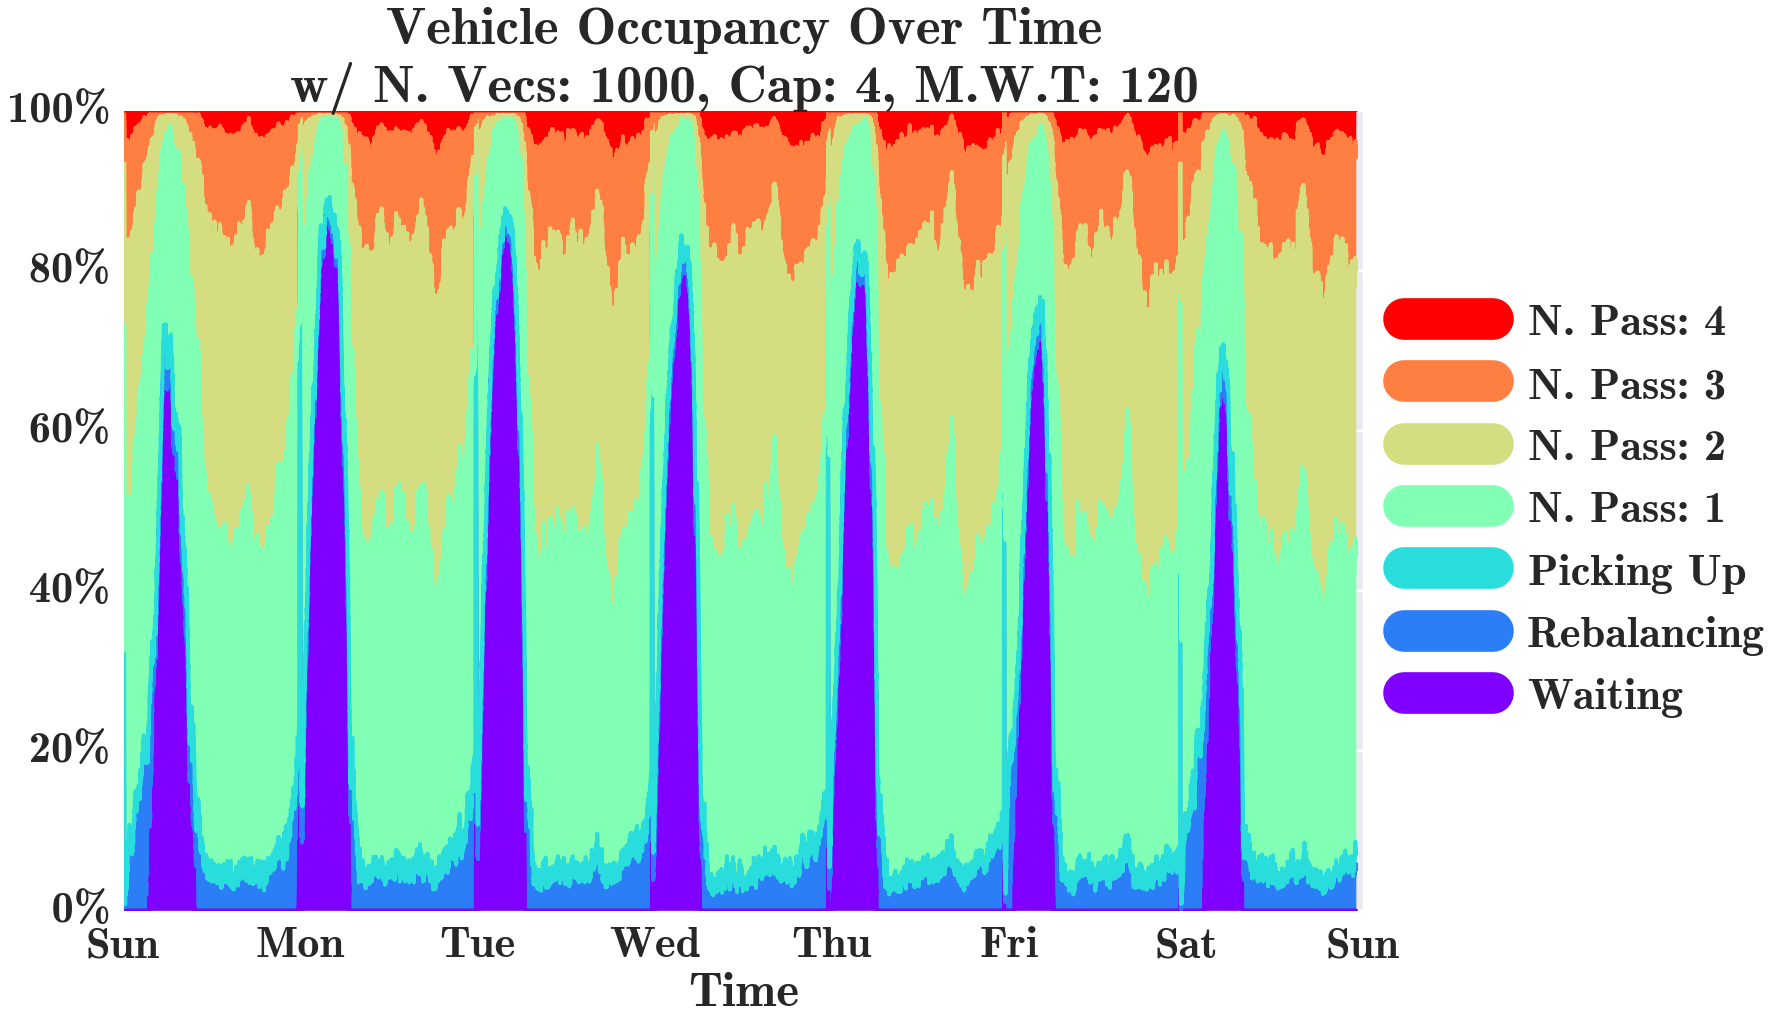 Vehicle Occupancy Over Time
w/ N. Vecs: 1000, Cap: 4, M.W.T: 120
100%
80%
60%
40%
20%
0%
Sun Mon Tue Wed Thu Fri Sat Sun
Time
N. Pass: 4
N. Pass: 3
N. Pass: 2
N. Pass: 1
Picking Up
Rebalancing
Waiting